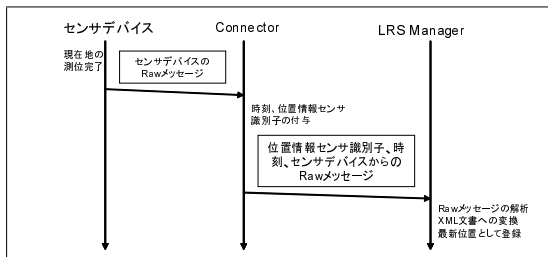 センサデバイス
Connector
LRS Manager
現在地の
測位完了
センサデバイスの
Rawメッセージ
時刻、位置情報センサ
識別子の付与
位置情報センサ識別子、時
刻、センサデバイスからの
Rawメッセージ
Rawメッセージの解析
XML文書への変換
最新位置として登録